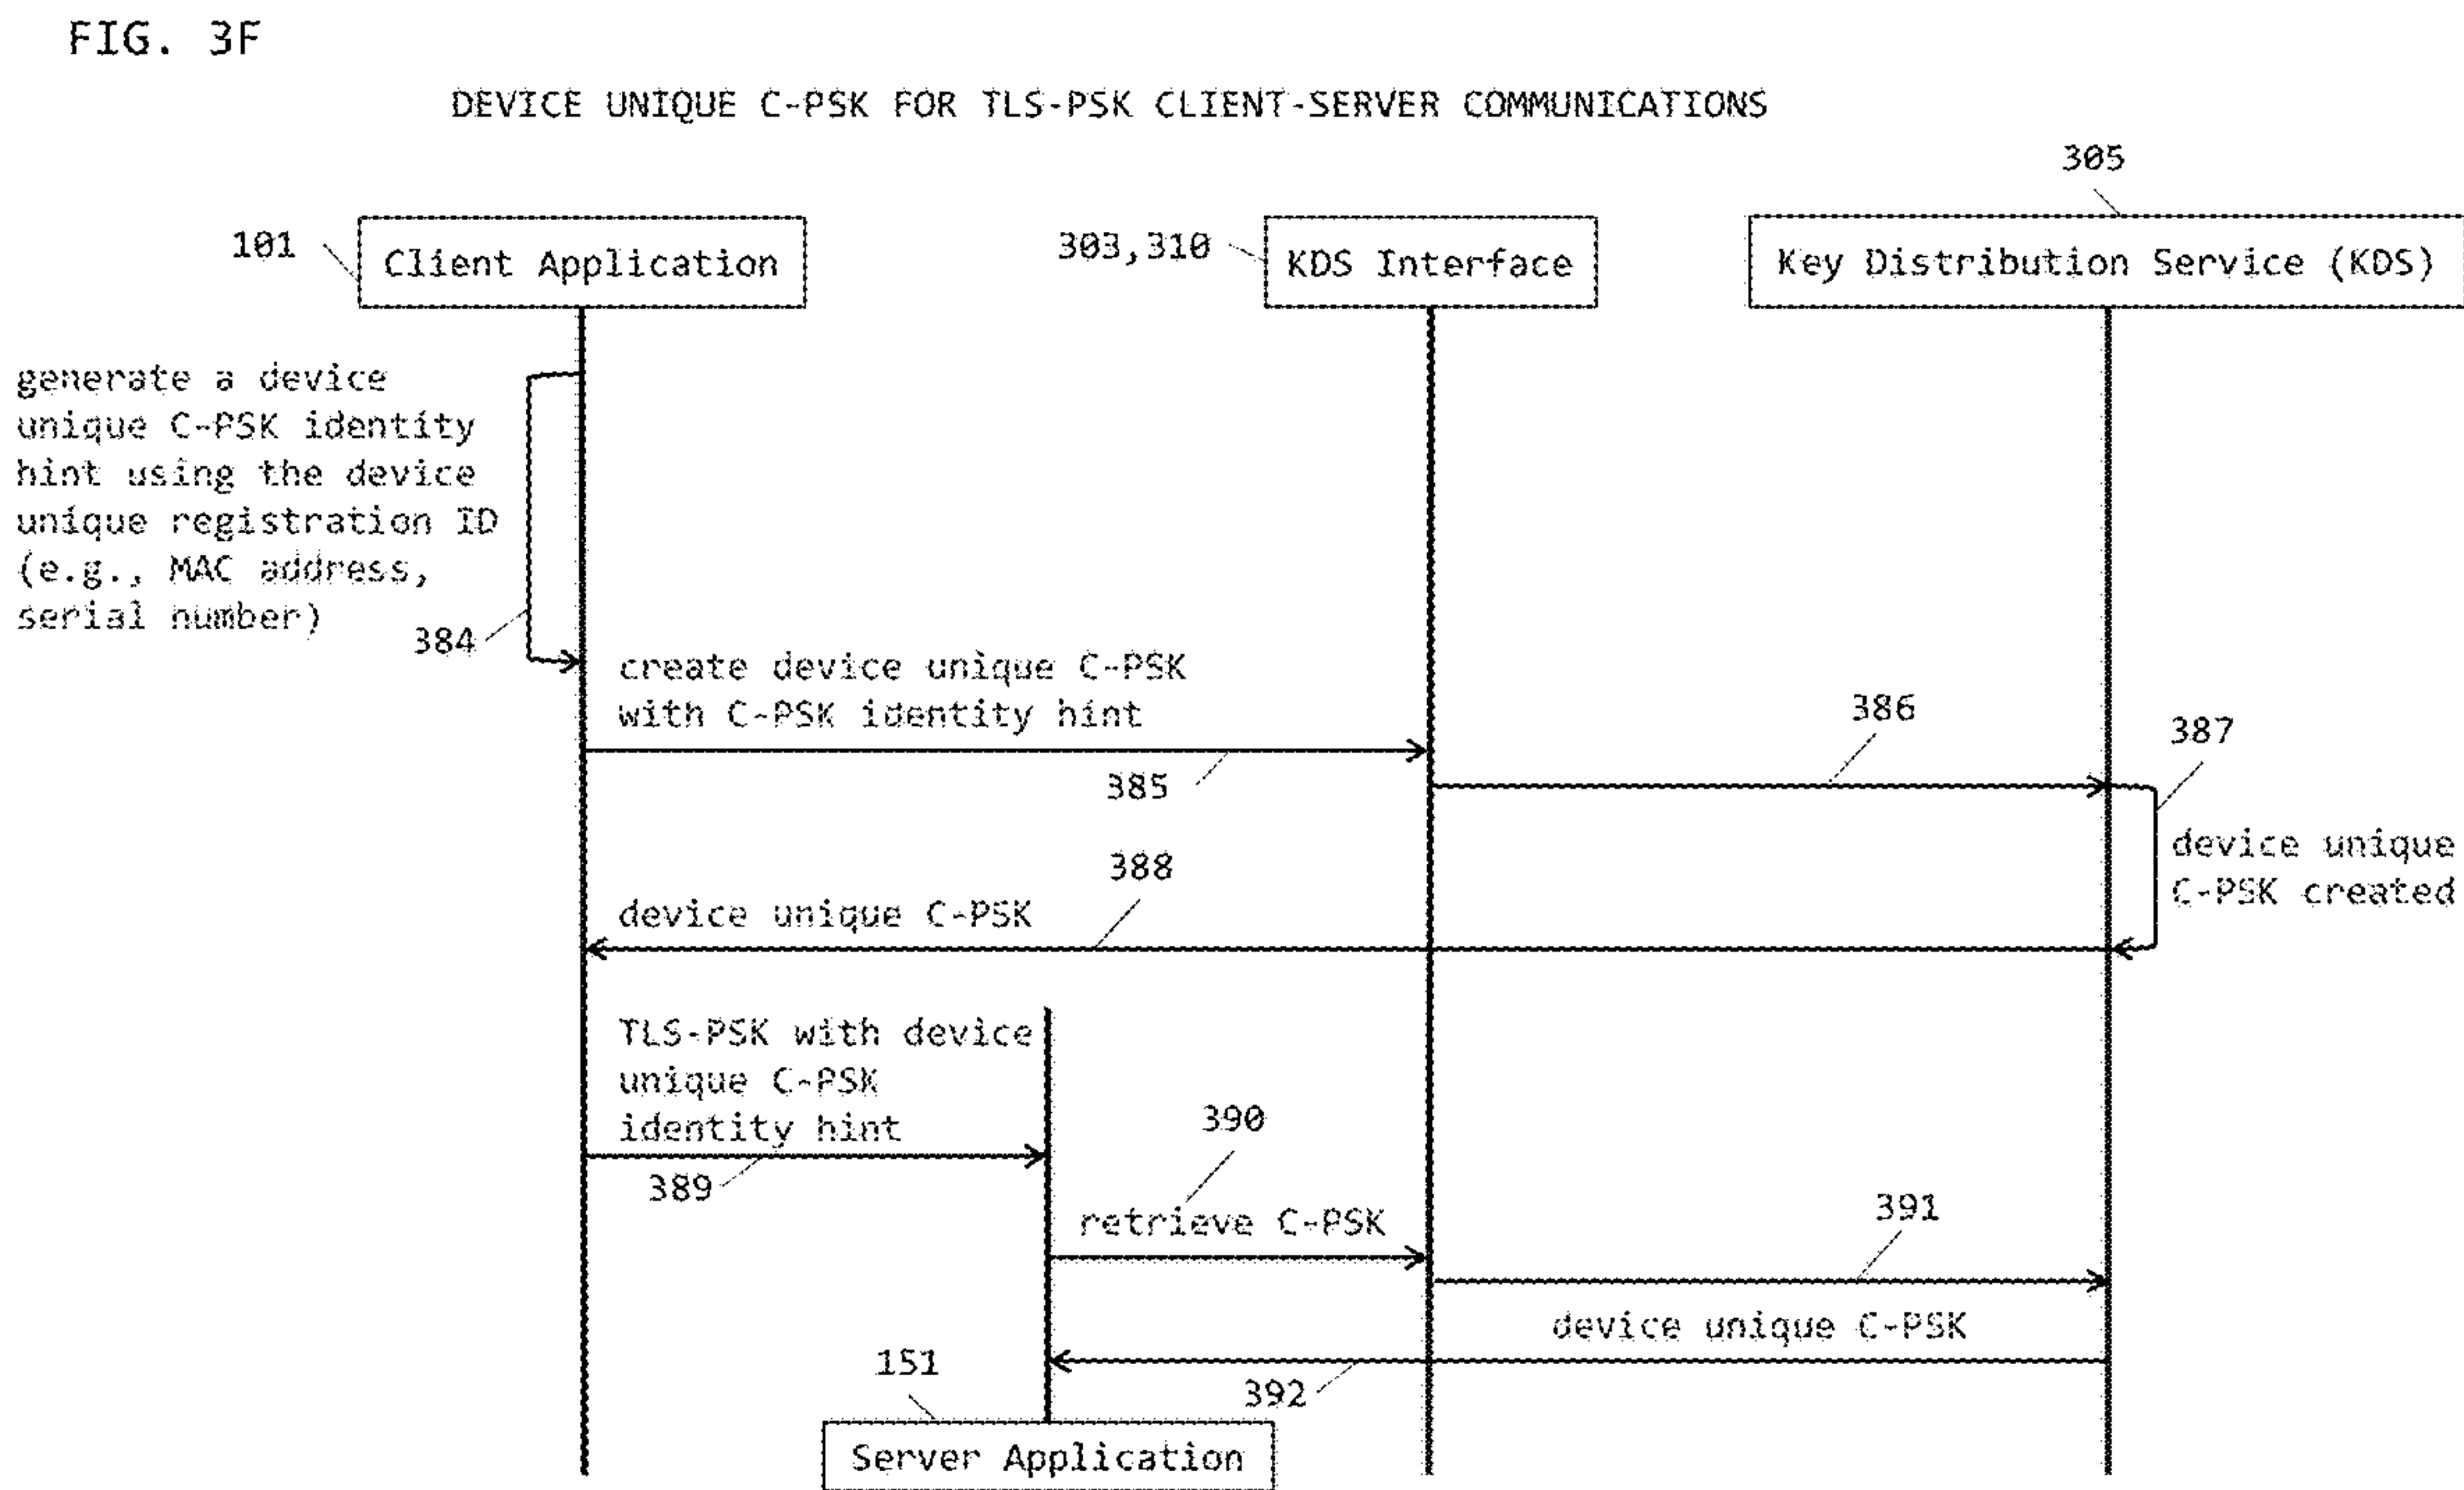 FIG. 3F
DEVICE UNIQUE C-PSK FOR TLS-PSK CLIENT-SERVER COMMUNICATIONS
305
101
Client Application
303,310
KDS Interface
Key Distribution Service (KDS)
generate a device
unique C-PSK identity
hint using the device
unique registration ID
(e.g., MAC address,
serial number)
384
create device unique C-PSK
with C-PSK identity hint
385
386
387
device unique
C-PSK created
388
device unique C-PSK
TLS-PSK with device
unique C-PSK
identity hint
389
390
retrieve C-PSK
391
device unique C-PSK
392
151
Server Application